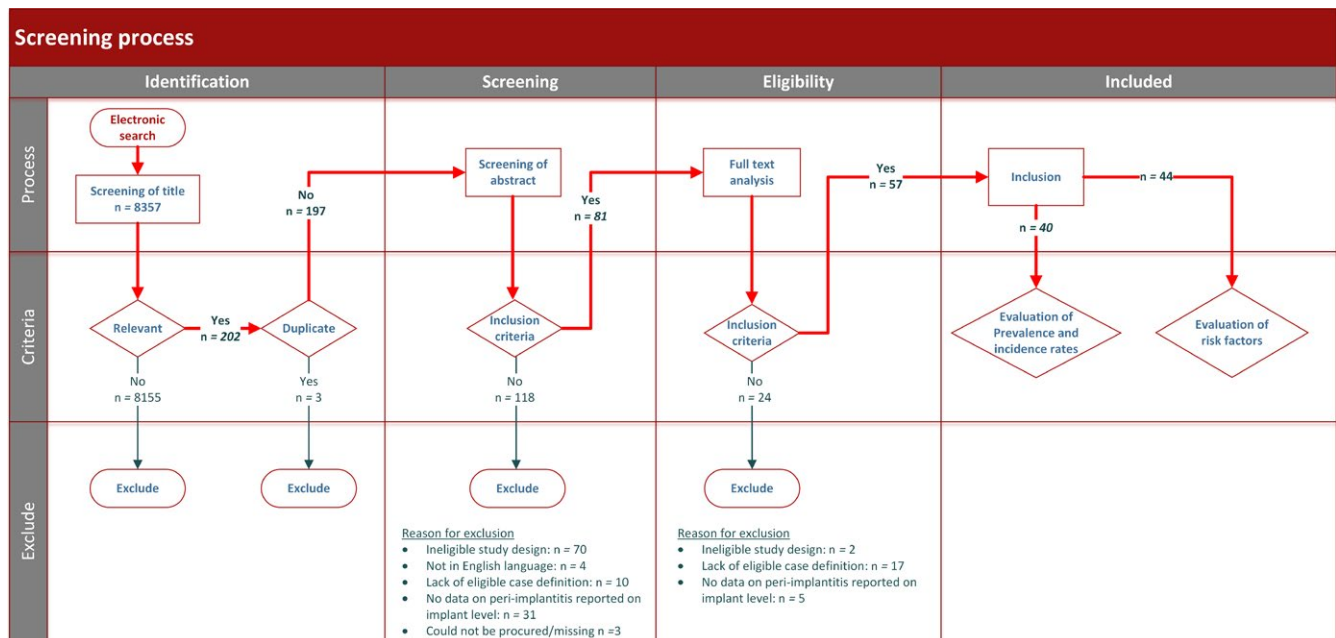 Screening process
Identification
Screening
Eligibility
Included
Process
Electronic
search
Screening of title
n = 8357
No
n = 197
Screening of
abstract
Yes
n = 81
Full text
analysis
Yes
n = 57
Inclusion
n = 44
n = 40
Criteria
Relevant
Yes
n = 202
Duplicate
Inclusion
criteria
Inclusion
criteria
Evaluation of
Prevalence and
incidence rates
Evaluation of
risk factors
No
n = 8155
Yes
n = 3
No
n = 118
No
n = 24
Exclude
Exclude
Exclude
Exclude
Exclude
Reason for exclusion
• Ineligible study design: n = 70
• Not in English language: n = 4
• Lack of eligible case definition: n = 10
• No data on peri-implantitis reported on
implant level: n = 31
• Could not be procured/missing n =3
Reason for exclusion
• Ineligible study design: n = 2
• Lack of eligible case definition: n = 17
• No data on peri-implantitis reported on
implant level: n = 5